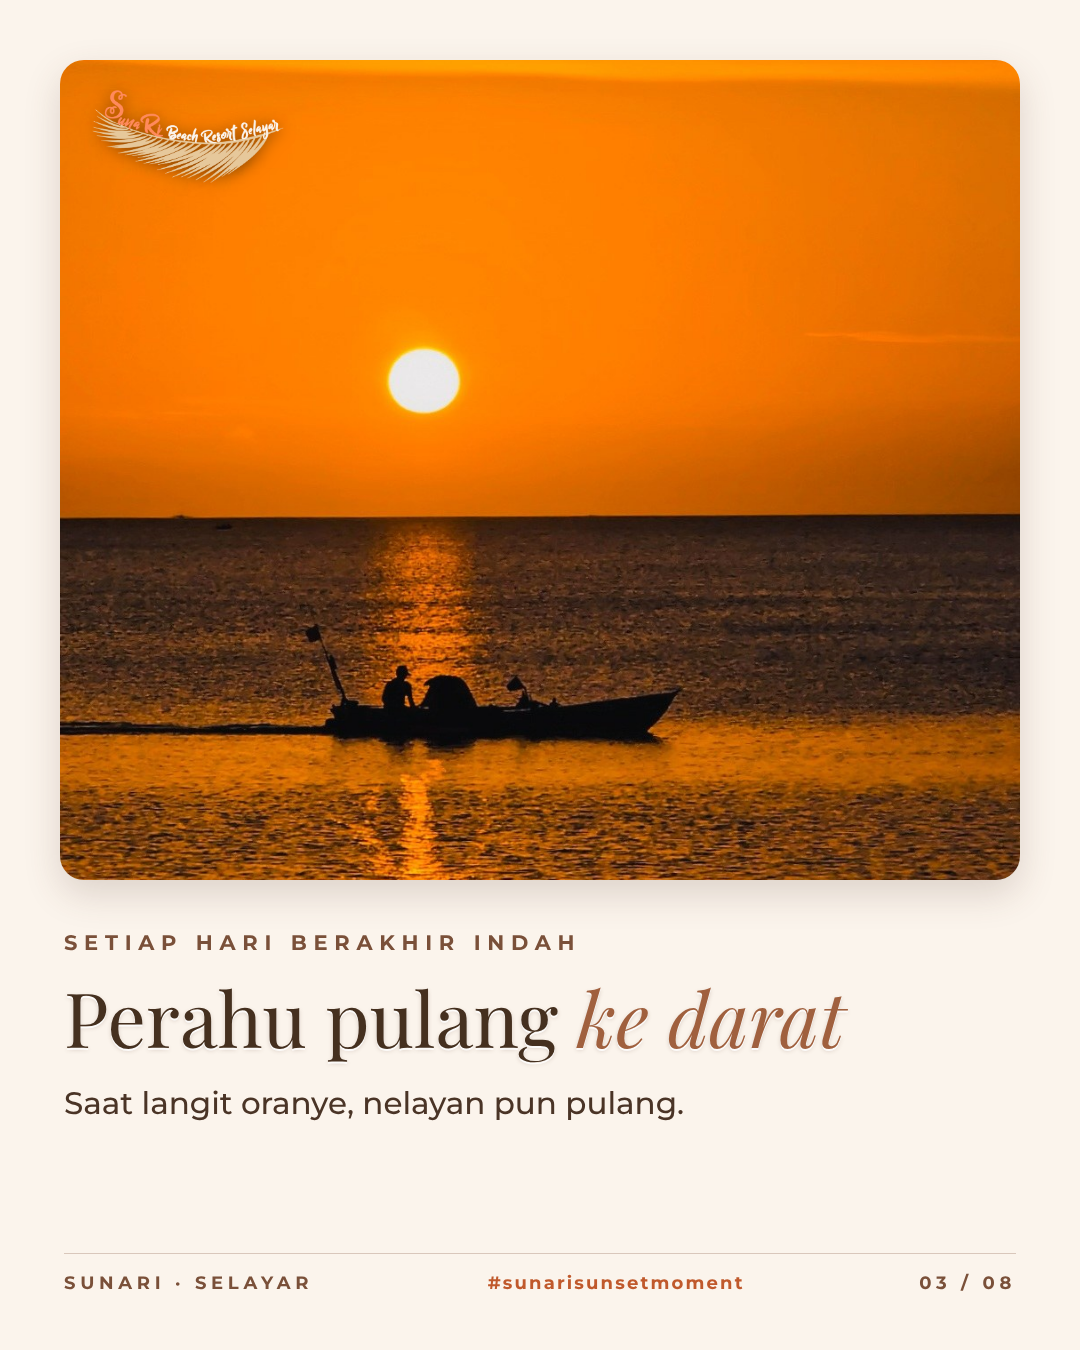 SunaRi Beach Resort Selayar
SETIAP HARI BERAKHIR INDAH
Perahu pulang ke darat
Saat langit oranye, nelayan pun pulang.
SUNARI · SELAYAR
#sunarisunsetmoment
03 / 08